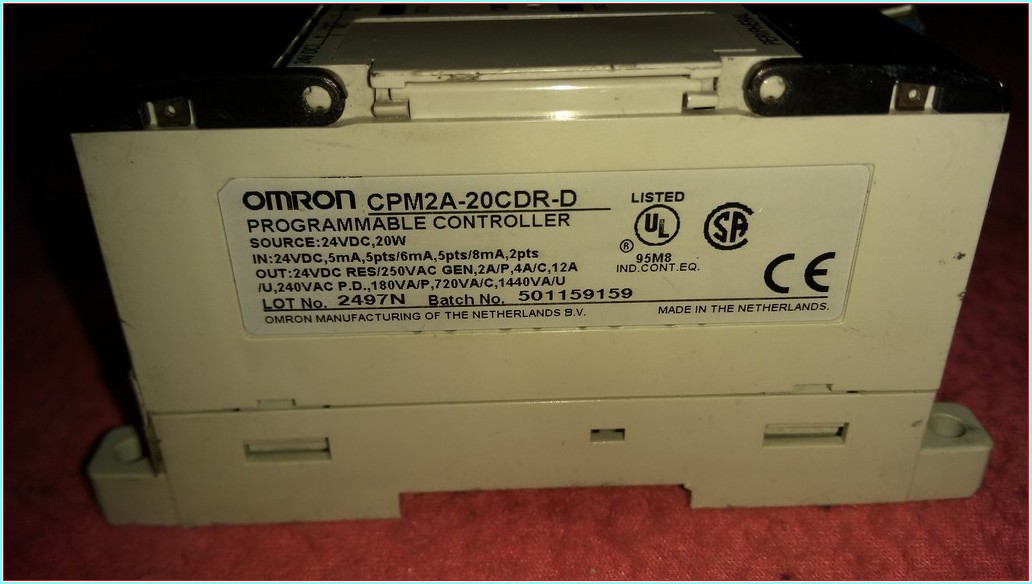 OMRON CPM2A-20CDR-D
PROGRAMMABLE CONTROLLER
SOURCE:24VDC,20W
IN:24VDC,5mA,5pts/6mA,5pts/8mA,2pts
OUT:24VDC RES/250VAC GEN,2A/P,4A/C,12A
/U,240VAC P.D.,180VA/P,720VA/C,1440VA/U
LOT No. 2497N Batch No. 501159159
OMRON MANUFACTURING OF THE NETHERLANDS B.V.
LISTED
UL
®
95M8
IND.CONT.EQ.
SA
CE
MADE IN THE NETHERLANDS.
PERIPHERAL